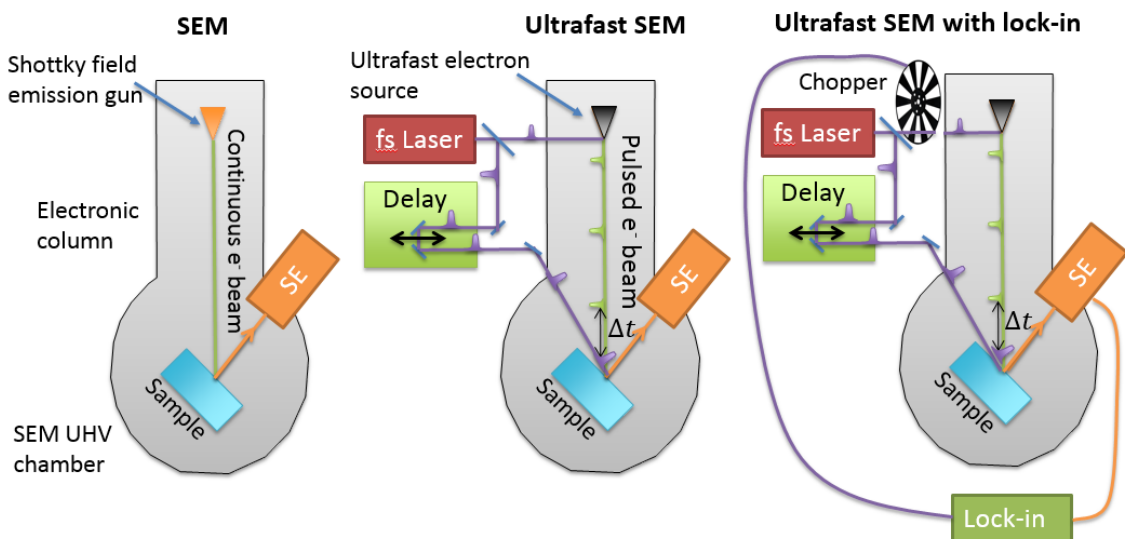 SEM
Shottky field
emission gun
Continuous e⁻ beam
Electronic
column
SE
Sample
SEM UHV
chamber
Ultrafast SEM
Ultrafast electron
source
fs Laser
Delay
Pulsed e⁻ beam
SE
Δt
Sample
Ultrafast SEM with lock-in
Chopper
fs Laser
Delay
SE
Δt
Sample
Lock-in